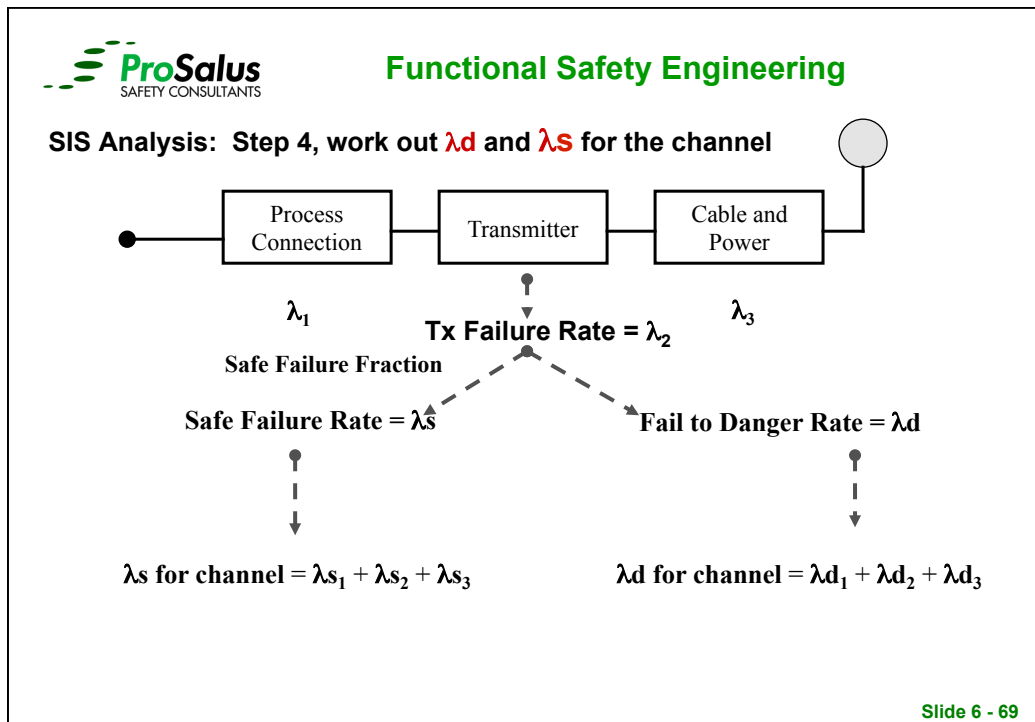 ProSalus
SAFETY CONSULTANTS
Functional Safety Engineering
SIS Analysis: Step 4, work out λd and λs for the channel
Process
Connection
Transmitter
Cable and
Power
λ₁
λ₃
Tx Failure Rate = λ₂
Safe Failure Fraction
Safe Failure Rate = λs
Fail to Danger Rate = λd
λs for channel = λs₁ + λs₂ + λs₃
λd for channel = λd₁ + λd₂ + λd₃
Slide 6 - 69